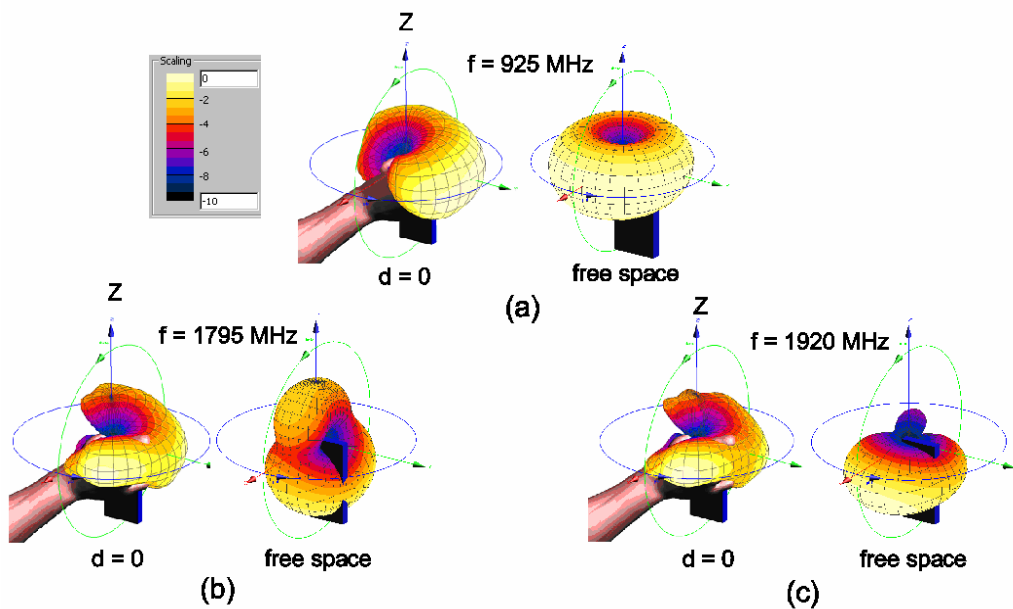 Scaling
0
-2
-4
-6
-8
-10
Z
f = 925 MHz
d = 0
free space
(a)
Z
f = 1795 MHz
d = 0
free space
(b)
Z
f = 1920 MHz
d = 0
free space
(c)